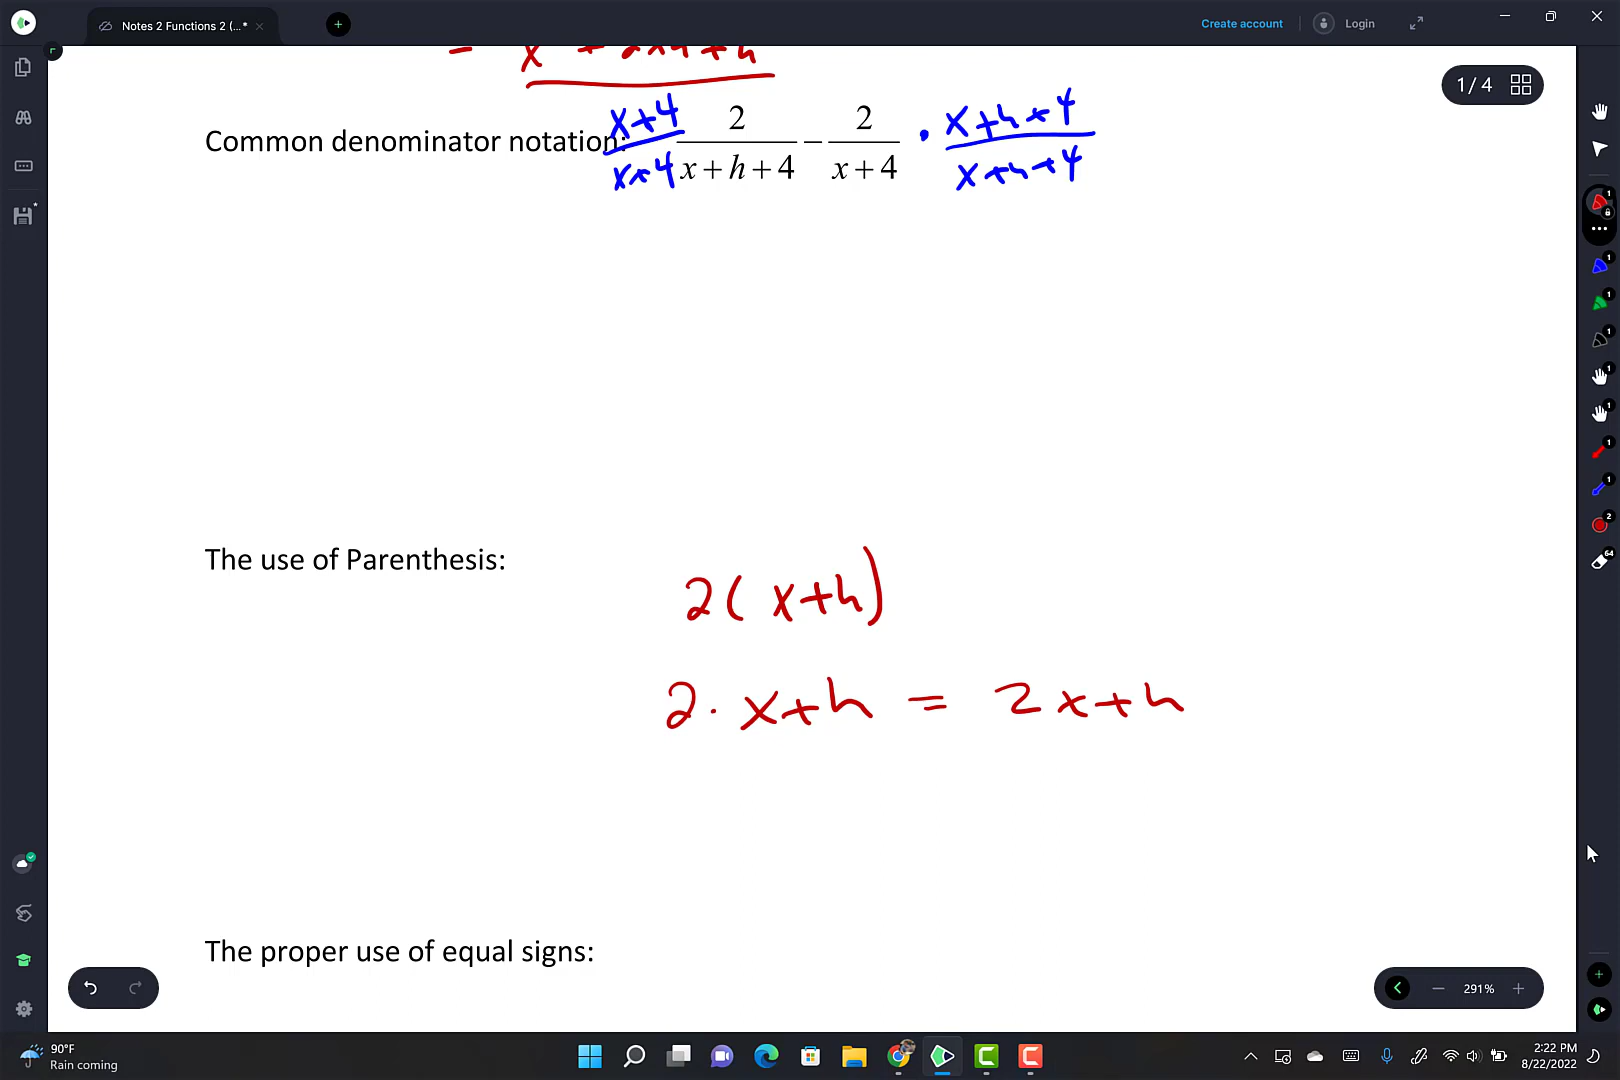 Notes 2 Functions 2 (...*
Create account
Login
= x + 2xh + h
1 / 4
Common denominator notation: x+4/x+4 2/x + h + 4 − 2/x + 4 · x+h+4/x+h+4
The use of Parenthesis:
2( x+h)
2· x+h = 2x+h
The proper use of equal signs:
291%
90°F
Rain coming
2:22 PM
8/22/2022